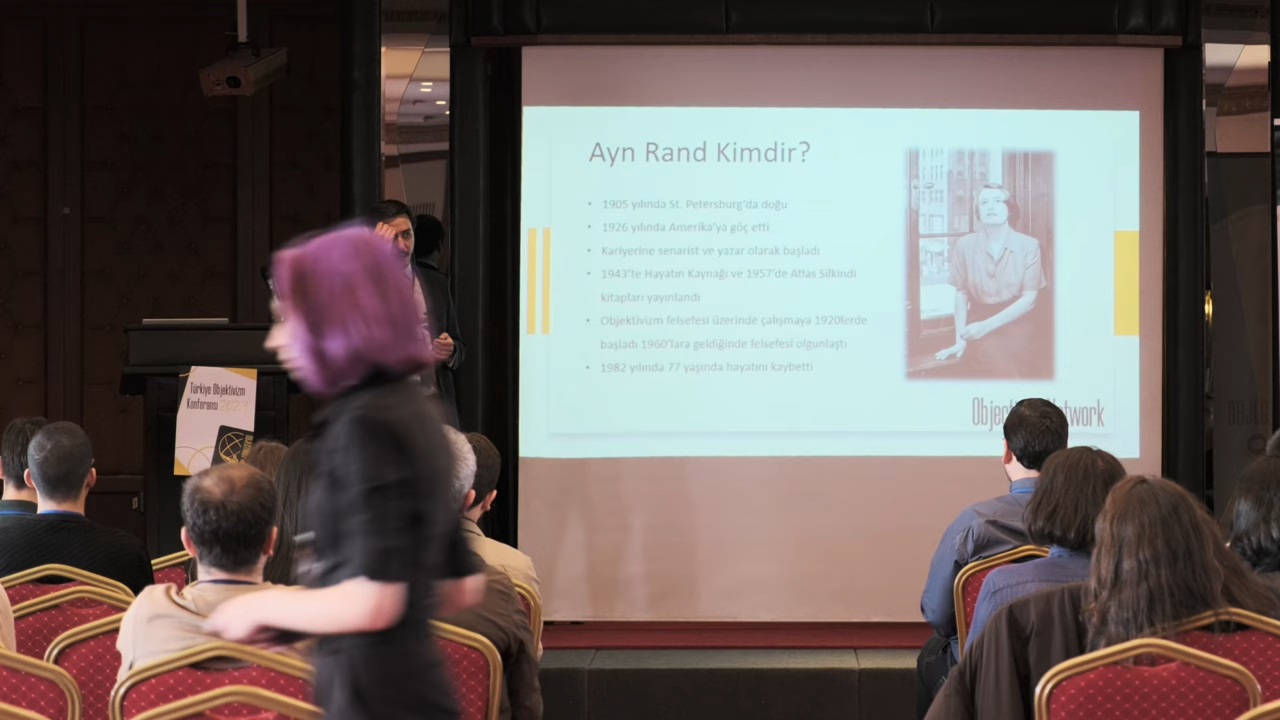 Ayn Rand Kimdir?
• 1905 yılında St. Petersburg'da doğu
• 1926 yılında Amerika'ya göç etti
• Kariyerine senarist ve yazar olarak başladı
• 1943'te Hayatın Kaynağı ve 1957'de Atlas Silkindi
kitapları yayınlandı
• Objektivizm felsefesi üzerinde çalışmaya 1920lerde
başladı 1960'lara geldiğinde felsefesi olgunlaştı
• 1982 yılında 77 yaşında hayatını kaybetti
Türkiye Objektivizm
Konferansı 2023